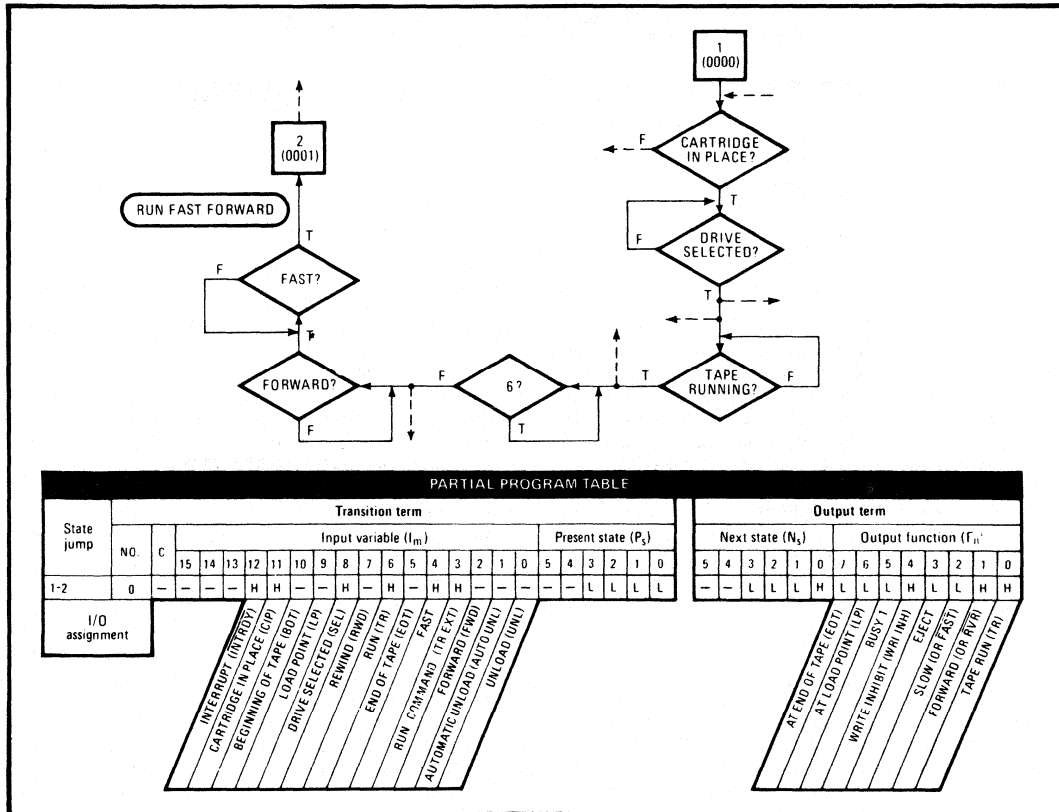 1
(0000)
CARTRIDGE
IN PLACE?
F
T
2
(0001)
RUN FAST FORWARD
T
DRIVE
SELECTED?
F
F
FAST?
T
T
FORWARD?
F
F
6?
T
T
TAPE
RUNNING?
F
PARTIAL PROGRAM TABLE
State jump Transition term Output term
NO. C Input variable (Im) Present state (Ps) Next state (Ns) Output function (Fn)
15 14 13 12 11 10 9 8 7 6 5 4 3 2 1 0 5 4 3 2 1 0 5 4 3 2 1 0 7 6 5 4 3 2 1 0
1-2 0 — — — — H H — — H — H — H H — — — — — L L L L — — L L L H L L L H L L H H
I/O
assignment
INTERRUPT (INTRDY)
CARTRIDGE IN PLACE (CIP)
BEGINNING OF TAPE (BOT)
LOAD POINT (LP)
DRIVE SELECTED (SEL)
REWIND (RWD)
RUN (TR)
END OF TAPE (EOT)
FAST
RUN COMMAND (TR EXT)
FORWARD (FWD)
AUTOMATIC UNLOAD (AUTO UNL)
UNLOAD (UNL)
AT END OF TAPE (EOT)
AT LOAD POINT (LP)
BUSY 1
WRITE INHIBIT (WRI INH)
EJECT
SLOW (OR FAST)
FORWARD (OR RVR)
TAPE RUN (TR)